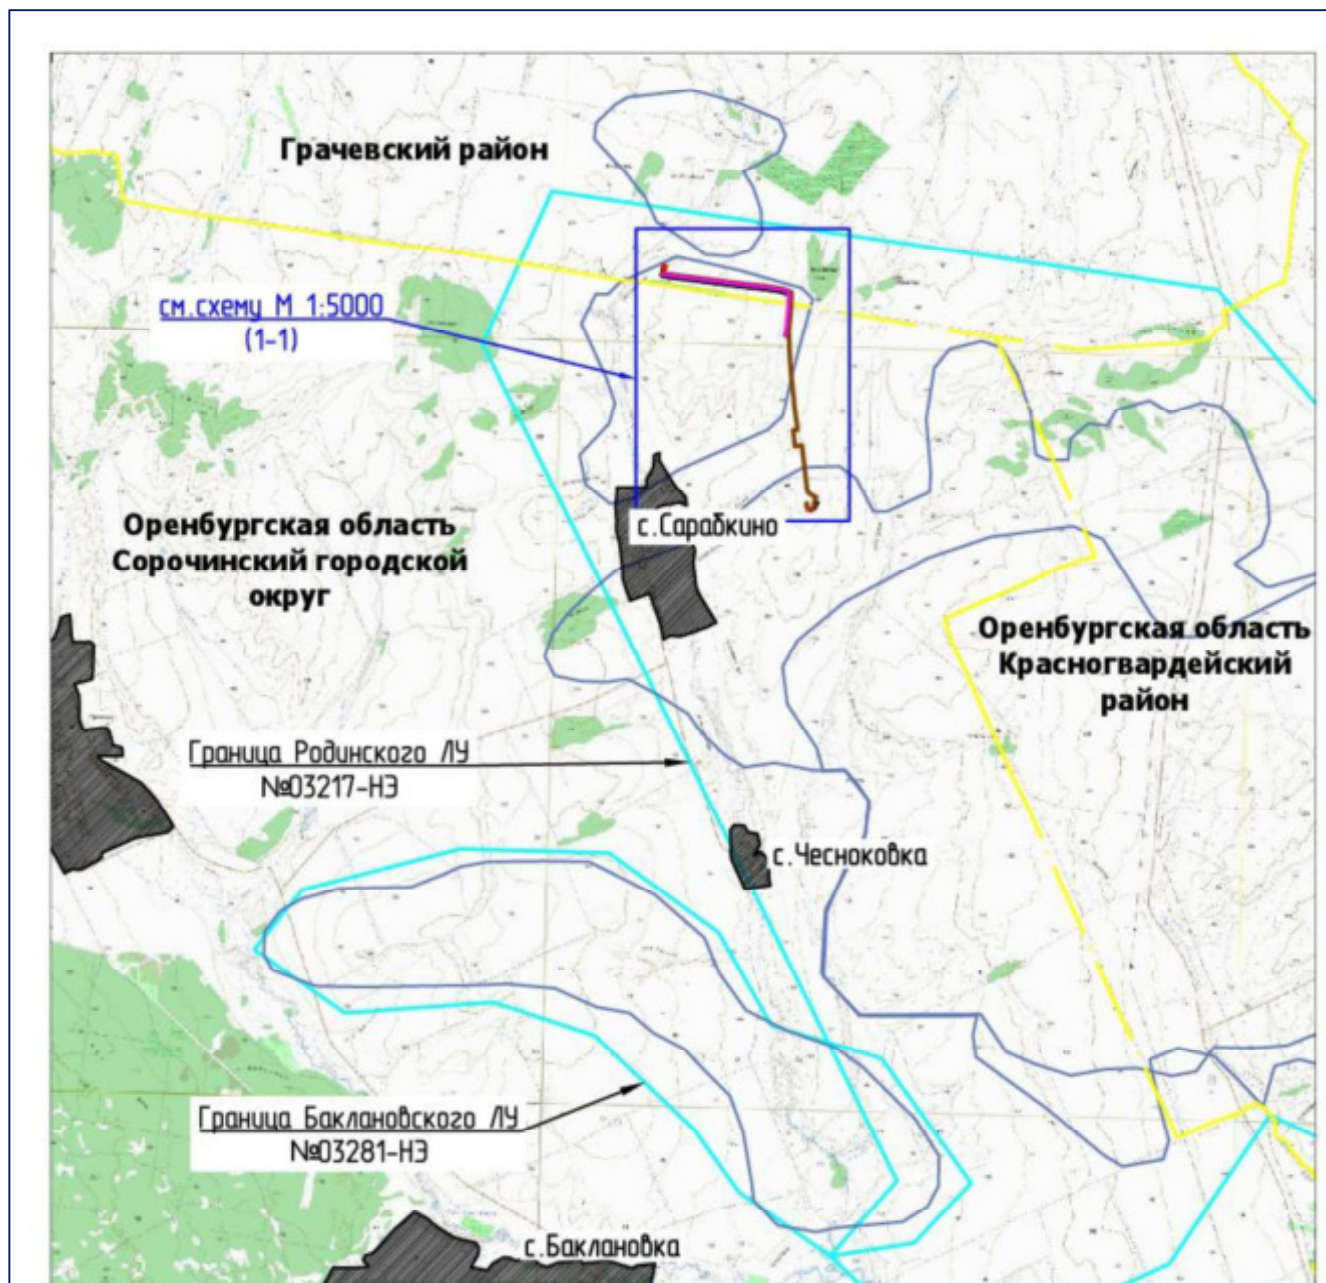 Грачевский район
см.схему М 1:5000
(1-1)
с.Сарабкино
Оренбургская область
Сорочинский городской
округ
Оренбургская область
Красногвардейский
район
Граница Родинского ЛУ
№03217-НЭ
с.Чесноковка
Граница Баклановского ЛУ
№03281-НЭ
с.Баклановка